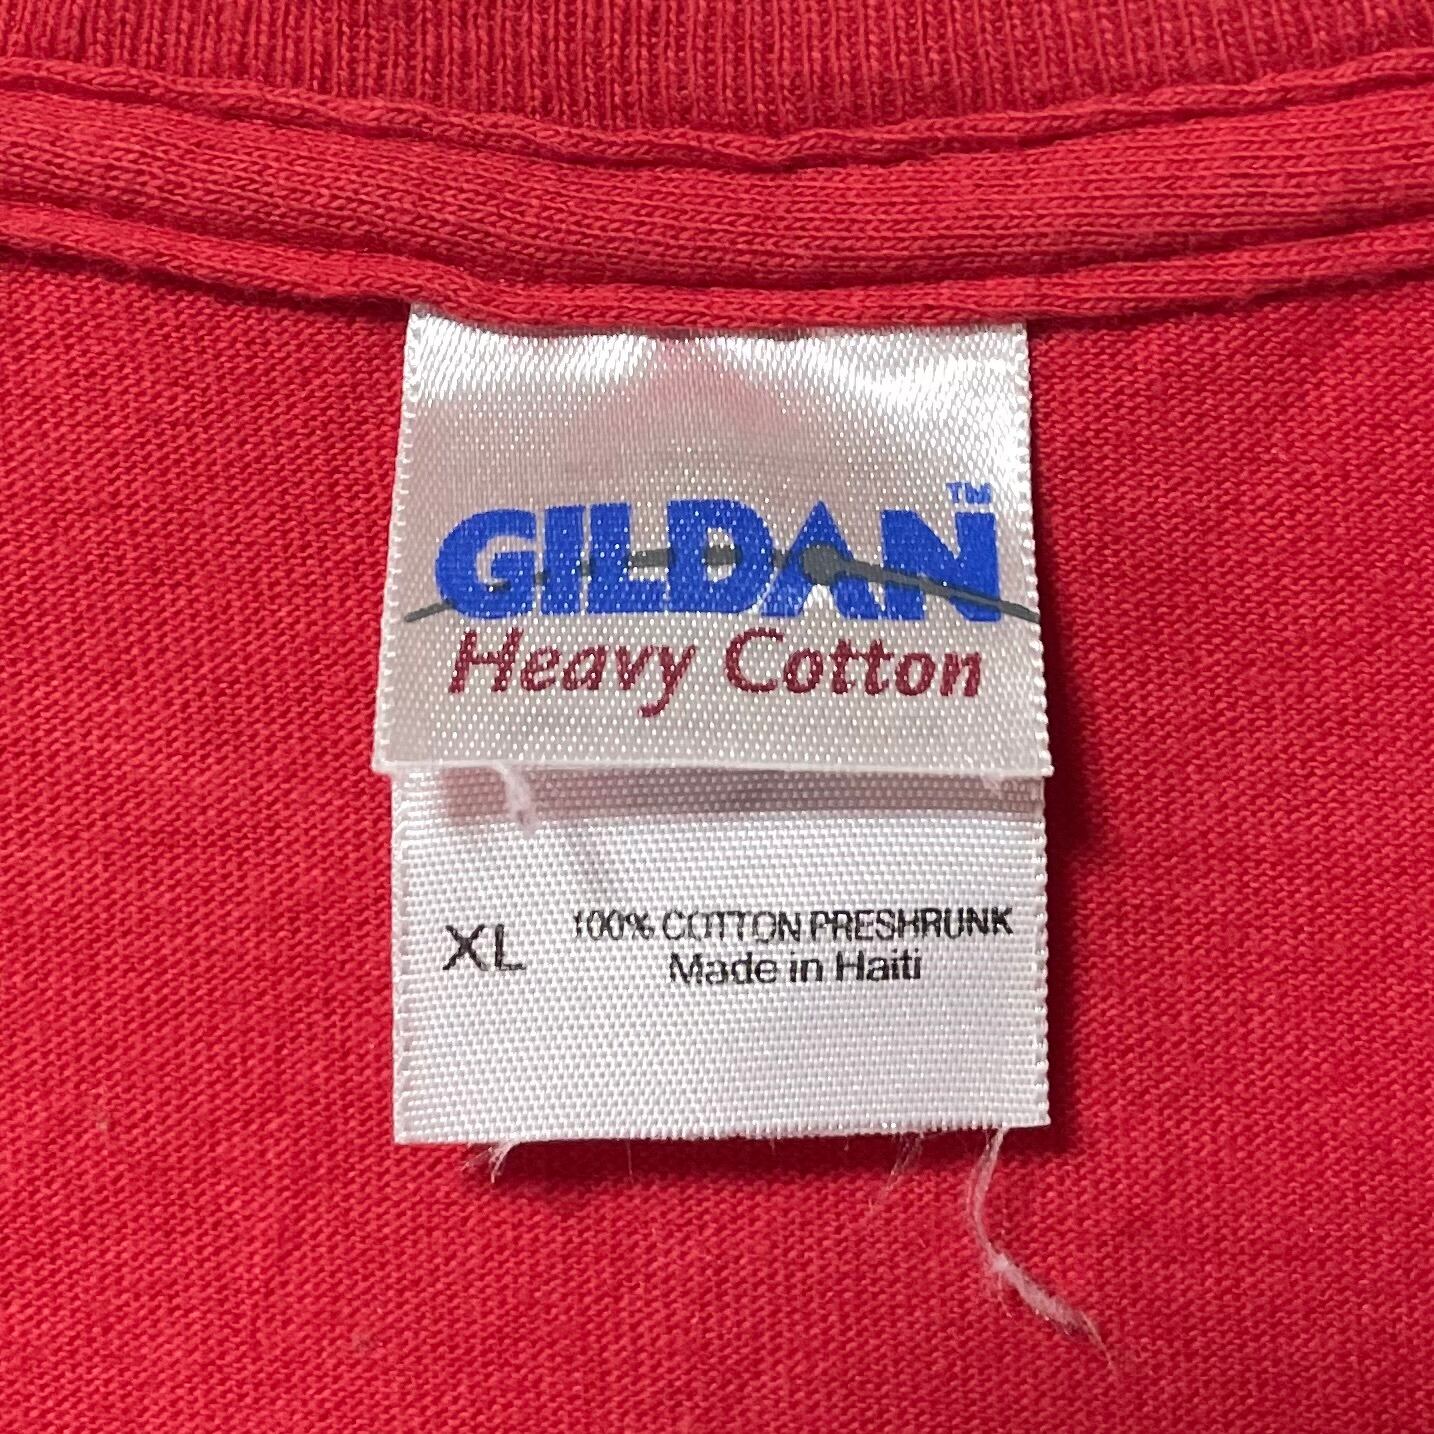 GILDAN™
Heavy Cotton
XL
100% COTTON PRESHRUNK
Made in Haiti